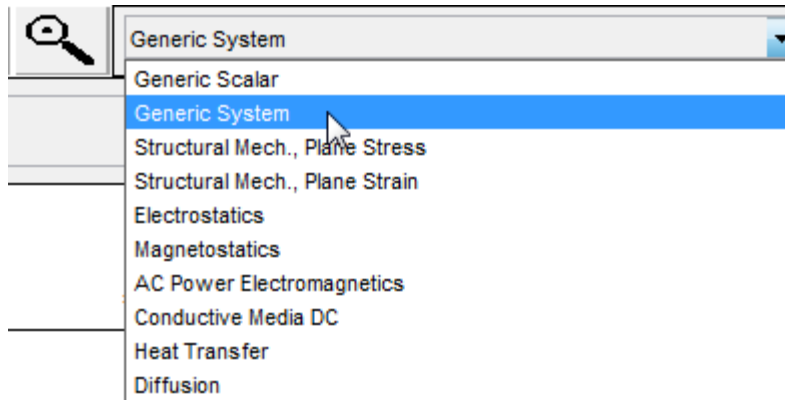 Generic System
Generic Scalar
Generic System
Structural Mech., Plane Stress
Structural Mech., Plane Strain
Electrostatics
Magnetostatics
AC Power Electromagnetics
Conductive Media DC
Heat Transfer
Diffusion